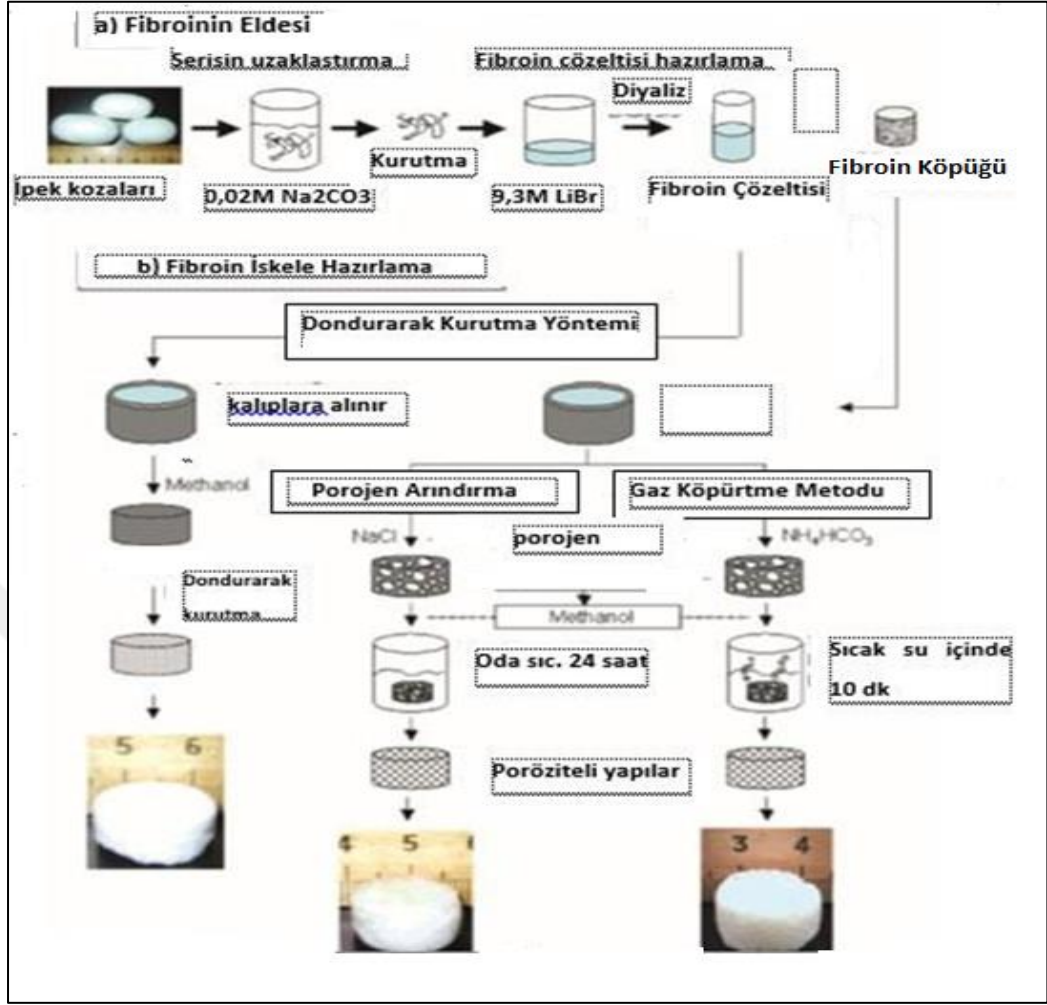 a) Fibroinin Eldesi
Serisin uzaklastırma
Fibroin cözeltisi hazırlama
Diyaliz
Kurutma
Fibroin Köpüğü
İpek kozaları
0,02M Na2CO3
9,3M LiBr
Fibroin Çözeltisi
b) Fibroin İskele Hazırlama
Dondurarak Kurutma Yöntemi
kalıplara alınır
Methanol
Porojen Arındırma
Gaz Köpürtme Metodu
NaCl
porojen
NH4HCO3
Dondurarak
kurutma
Methanol
Oda sıc. 24 saat
Sıcak su içinde
10 dk
Poröziteli yapılar
5 6
4 5
3 4